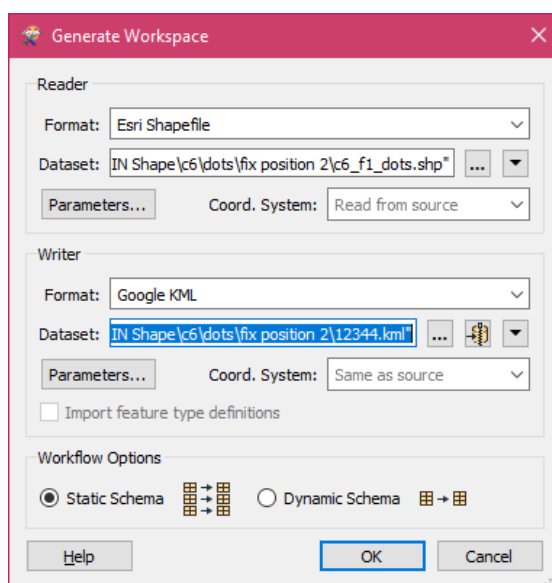 Generate Workspace
Reader
Format: Esri Shapefile
Dataset: IN Shape\c6\dots\fix position 2\c6_f1_dots.shp" ...
Parameters... Coord. System: Read from source
Writer
Format: Google KML
Dataset: IN Shape\c6\dots\fix position 2\12344.kml" ...
Parameters... Coord. System: Same as source
Import feature type definitions
Workflow Options
Static Schema Dynamic Schema
Help OK Cancel